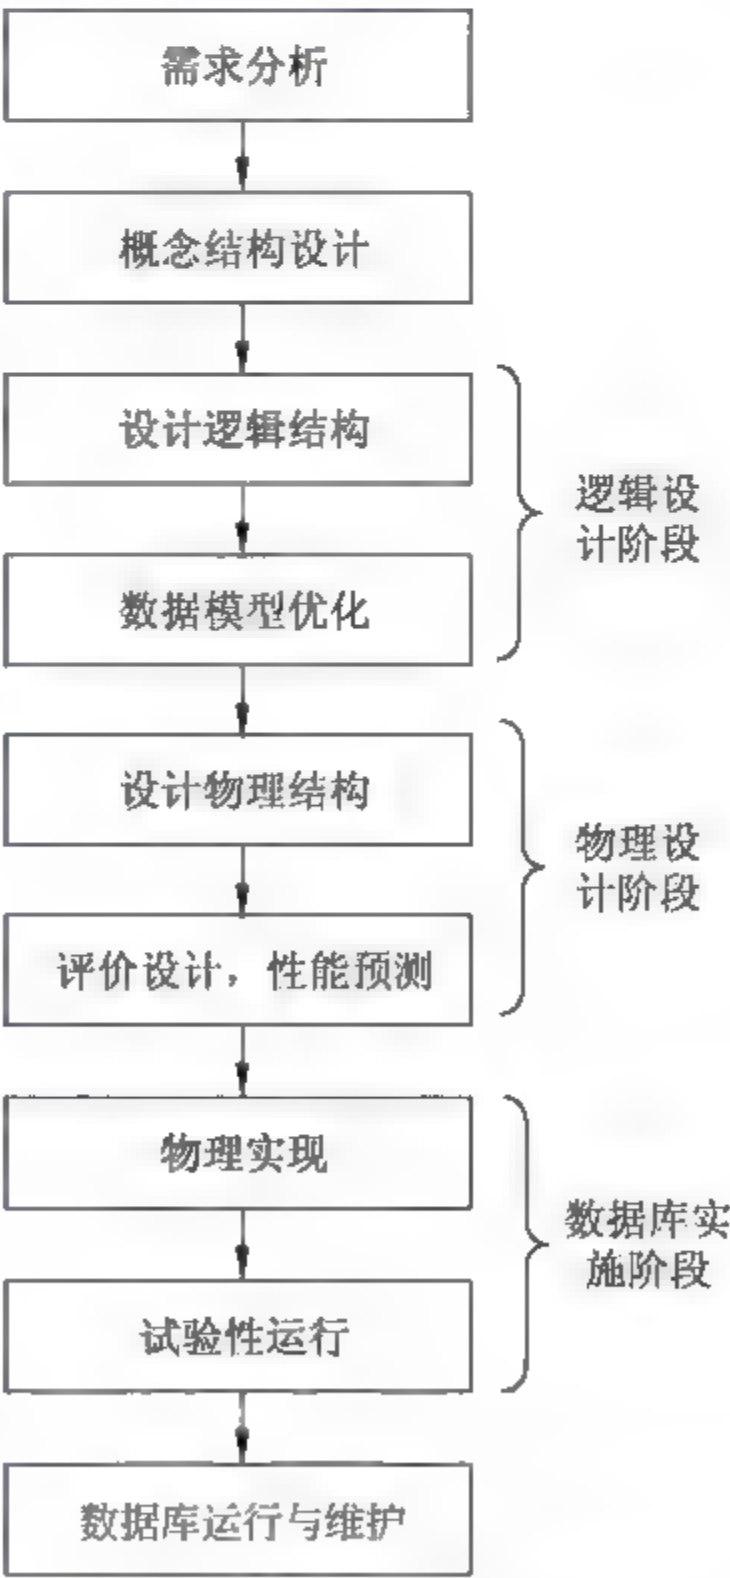 需求分析
概念结构设计
设计逻辑结构
逻辑设
计阶段
数据模型优化
设计物理结构
物理设
计阶段
评价设计，性能预测
物理实现
数据库实
施阶段
试验性运行
数据库运行与维护